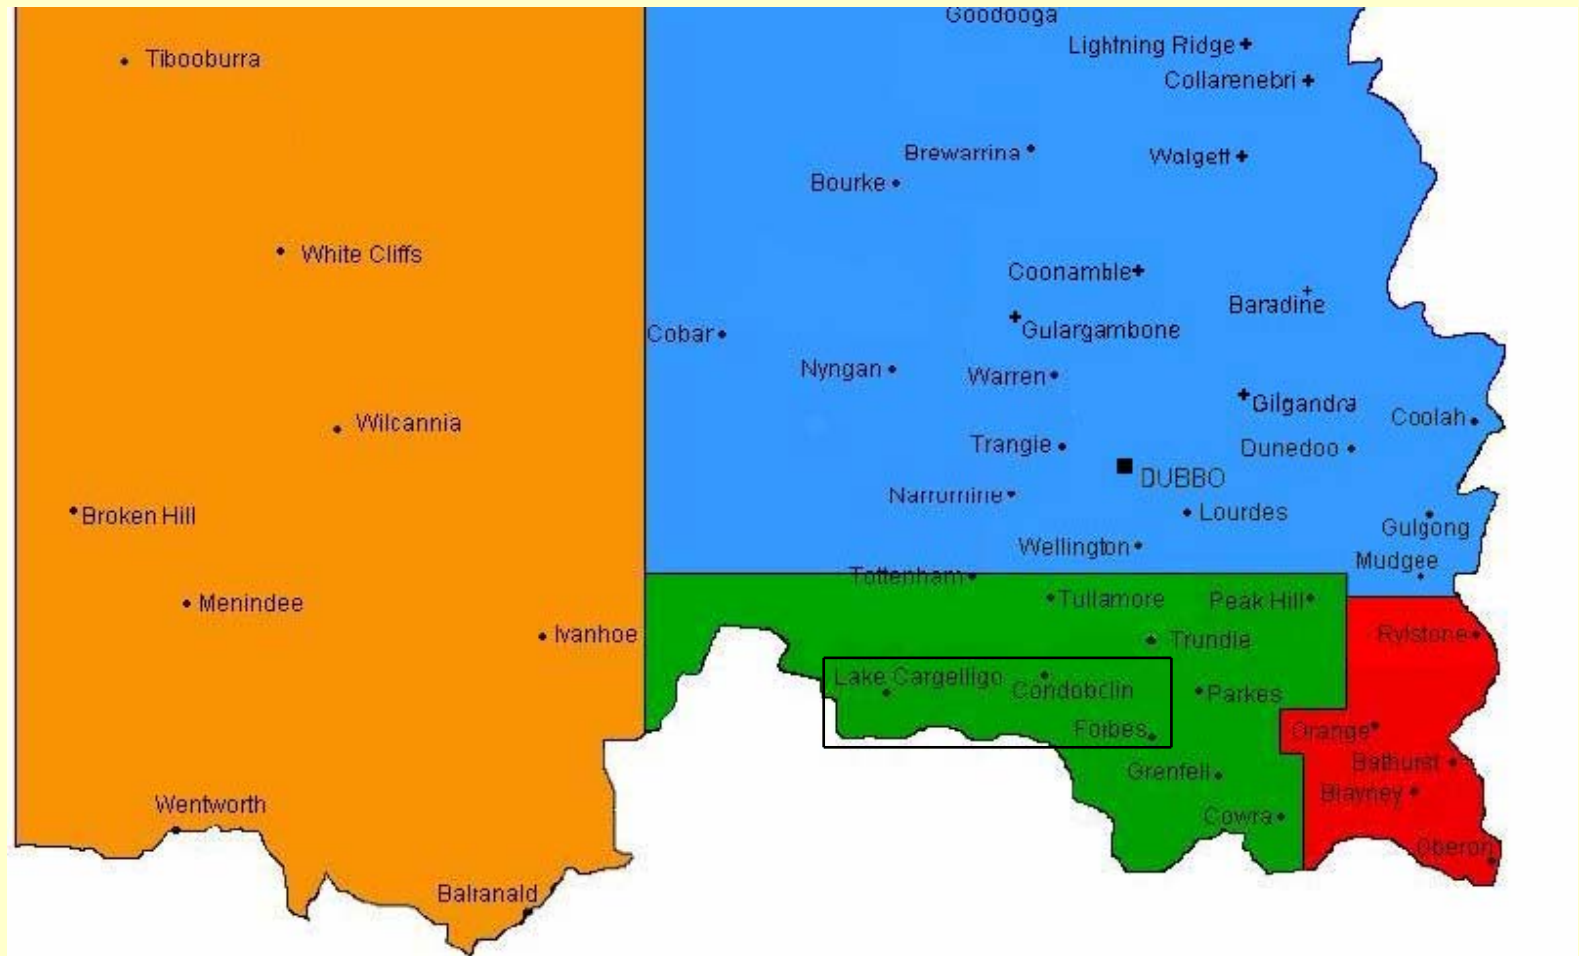 Goodooga
Lightning Ridge
Tibooburra
Collarenebri
Brewarrina
Walgett
Bourke
White Cliffs
Coonamble
Baradine
Gulargambone
Cobar
Nyngan
Warren
Gilgandra
Coolah
Wilcannia
Trangie
Dunedoo
DUBBO
Narromine
Broken Hill
Lourdes
Gulgong
Wellington
Mudgee
Tottenham
Menindee
Tullamore
Peak Hill
Ivanhoe
Trundle
Rylstone
Lake Cargelligo
Condobolin
Parkes
Forbes
Orange
Bathurst
Grenfell
Blayney
Wentworth
Cowra
Oberon
Balranald